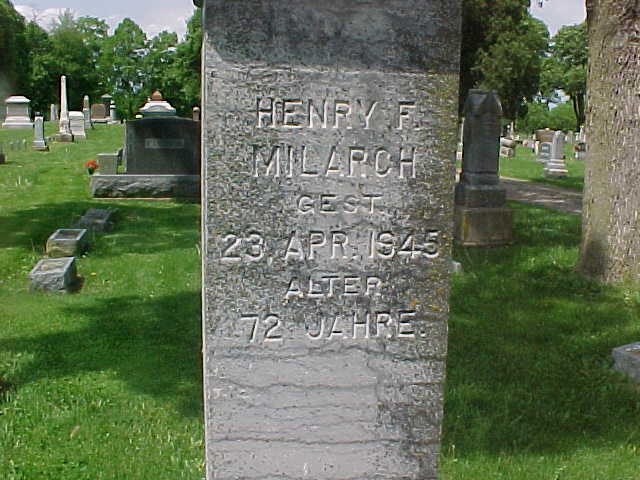 HENRY F.
MILARCH
GEST.
23. APR. 1945
ALTER
72 JAHRE.